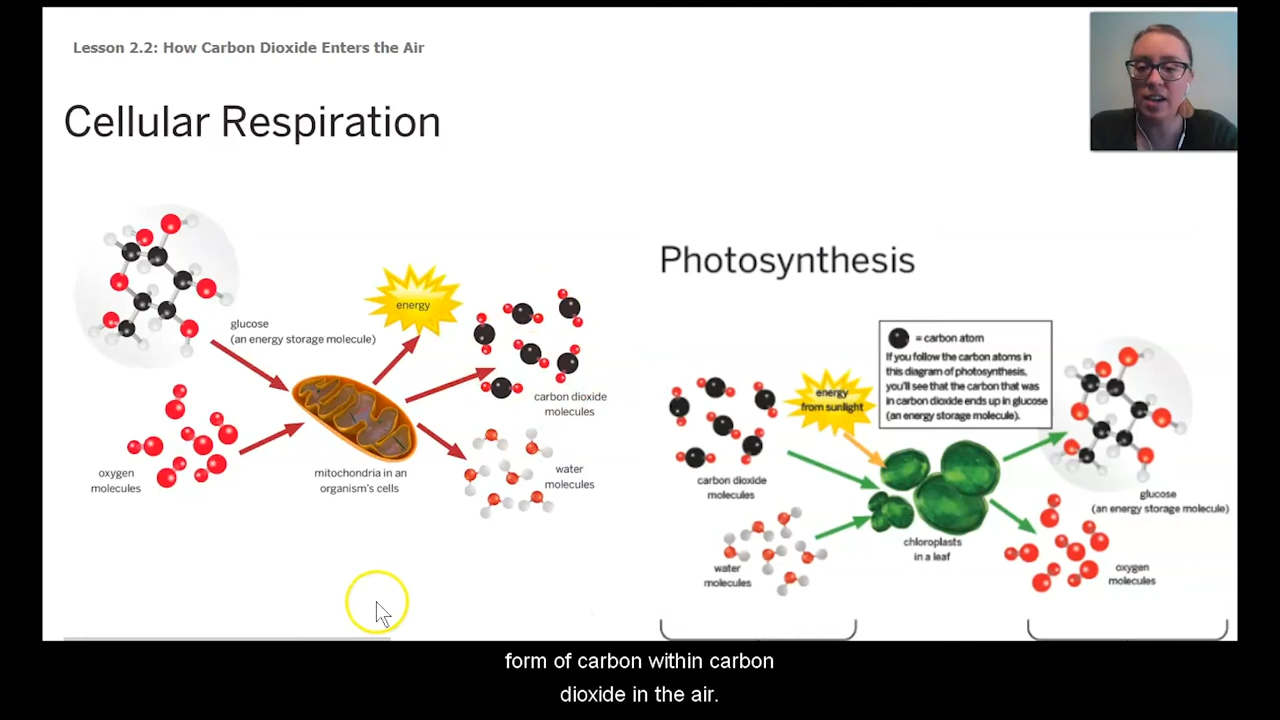 Lesson 2.2: How Carbon Dioxide Enters the Air
Cellular Respiration
glucose
(an energy storage molecule)
energy
carbon dioxide
molecules
oxygen
molecules
mitochondria in an
organism's cells
water
molecules
Photosynthesis
= carbon atom
If you follow the carbon atoms in
this diagram of photosynthesis,
you'll see that the carbon that was
in carbon dioxide ends up in glucose
(an energy storage molecule).
energy
from sunlight
carbon dioxide
molecules
glucose
(an energy storage molecule)
chloroplasts
in a leaf
water
molecules
oxygen
molecules
form of carbon within carbon
dioxide in the air.